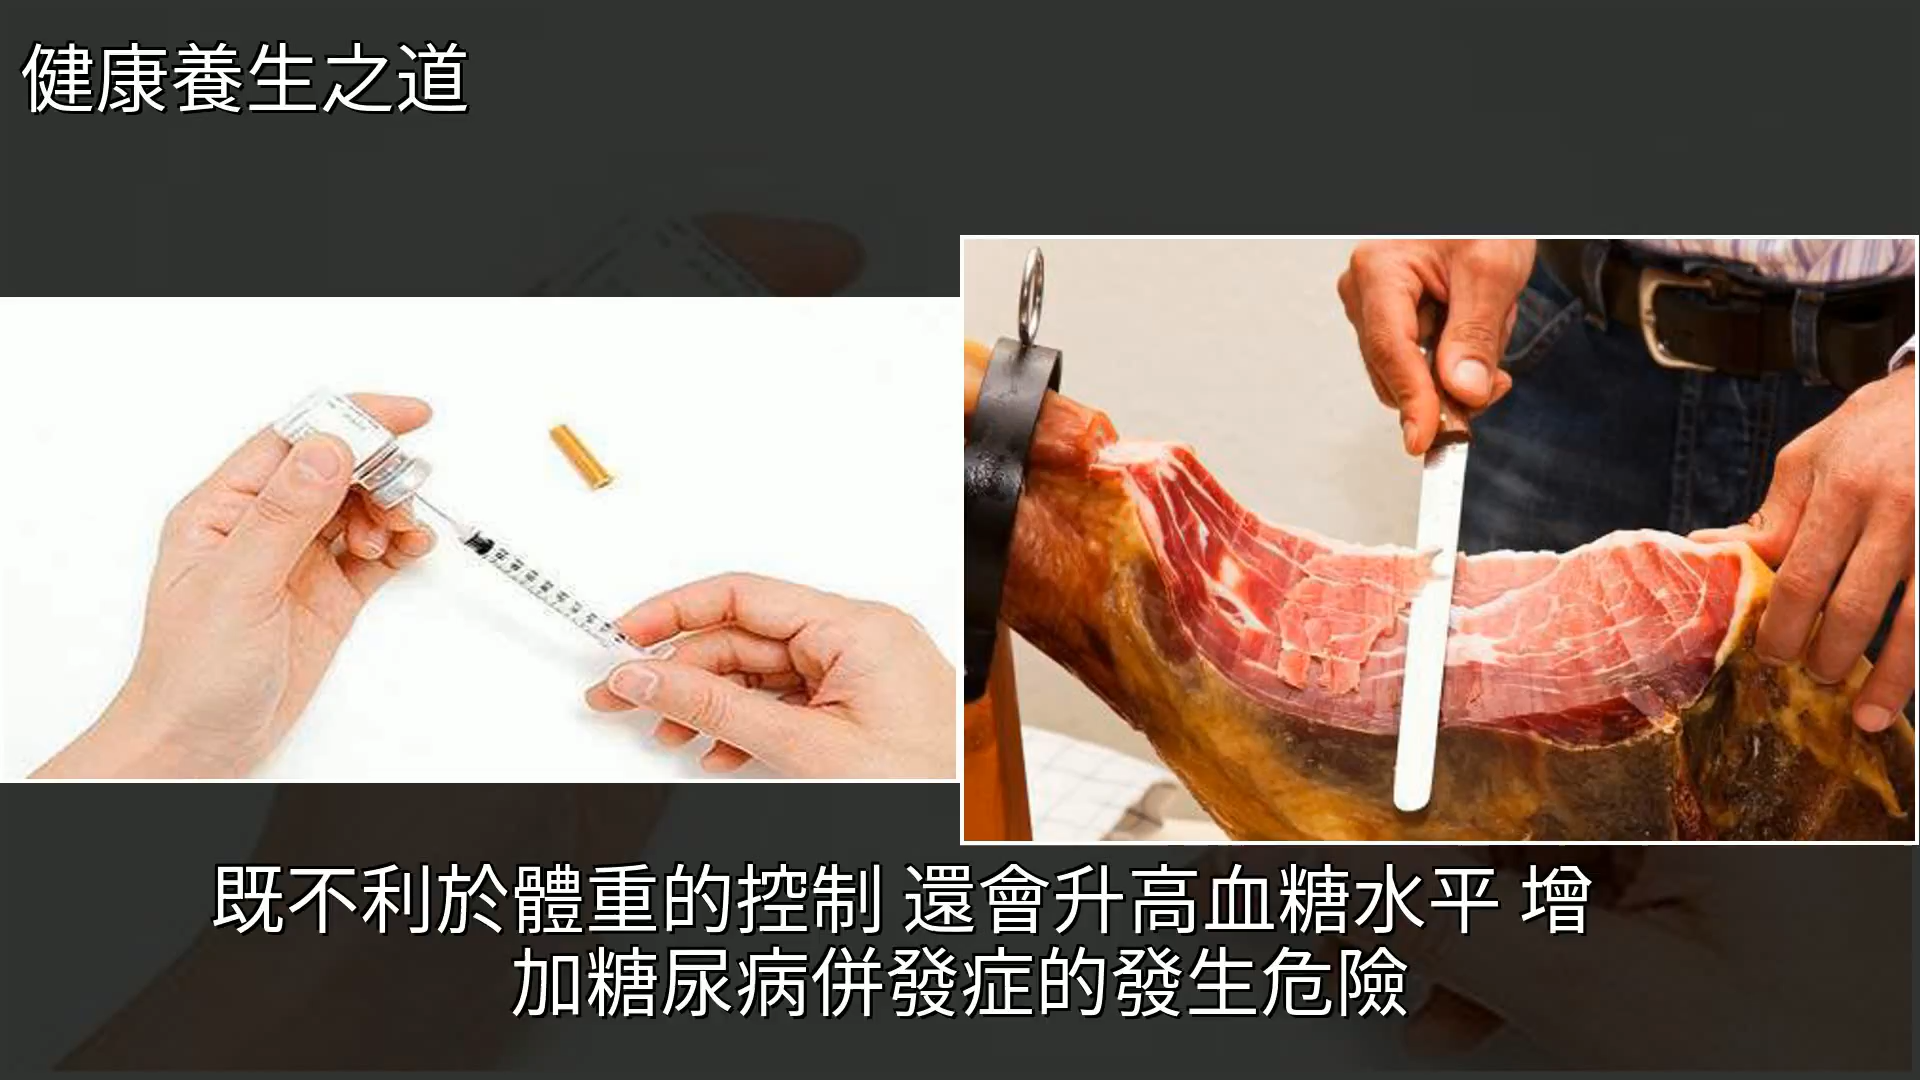 健康養生之道
既不利於體重的控制 還會升高血糖水平 增
加糖尿病併發症的發生危險